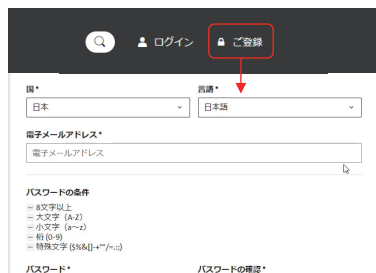 ログイン ご登録
国* 言語*
日本 日本語
電子メールアドレス*
電子メールアドレス
パスワードの条件
– 8文字以上
– 大文字 (A-Z)
– 小文字 (a~z)
– 桁 (0-9)
– 特殊文字 ($%&[]-+"'/=.:;)
パスワード* パスワードの確認*